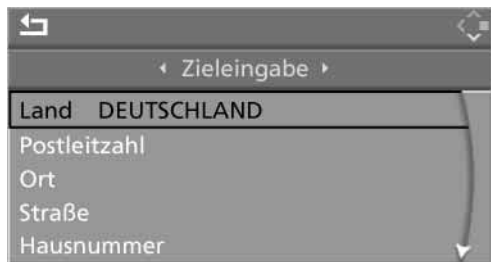 Zieleingabe
Land DEUTSCHLAND
Postleitzahl
Ort
Straße
Hausnummer